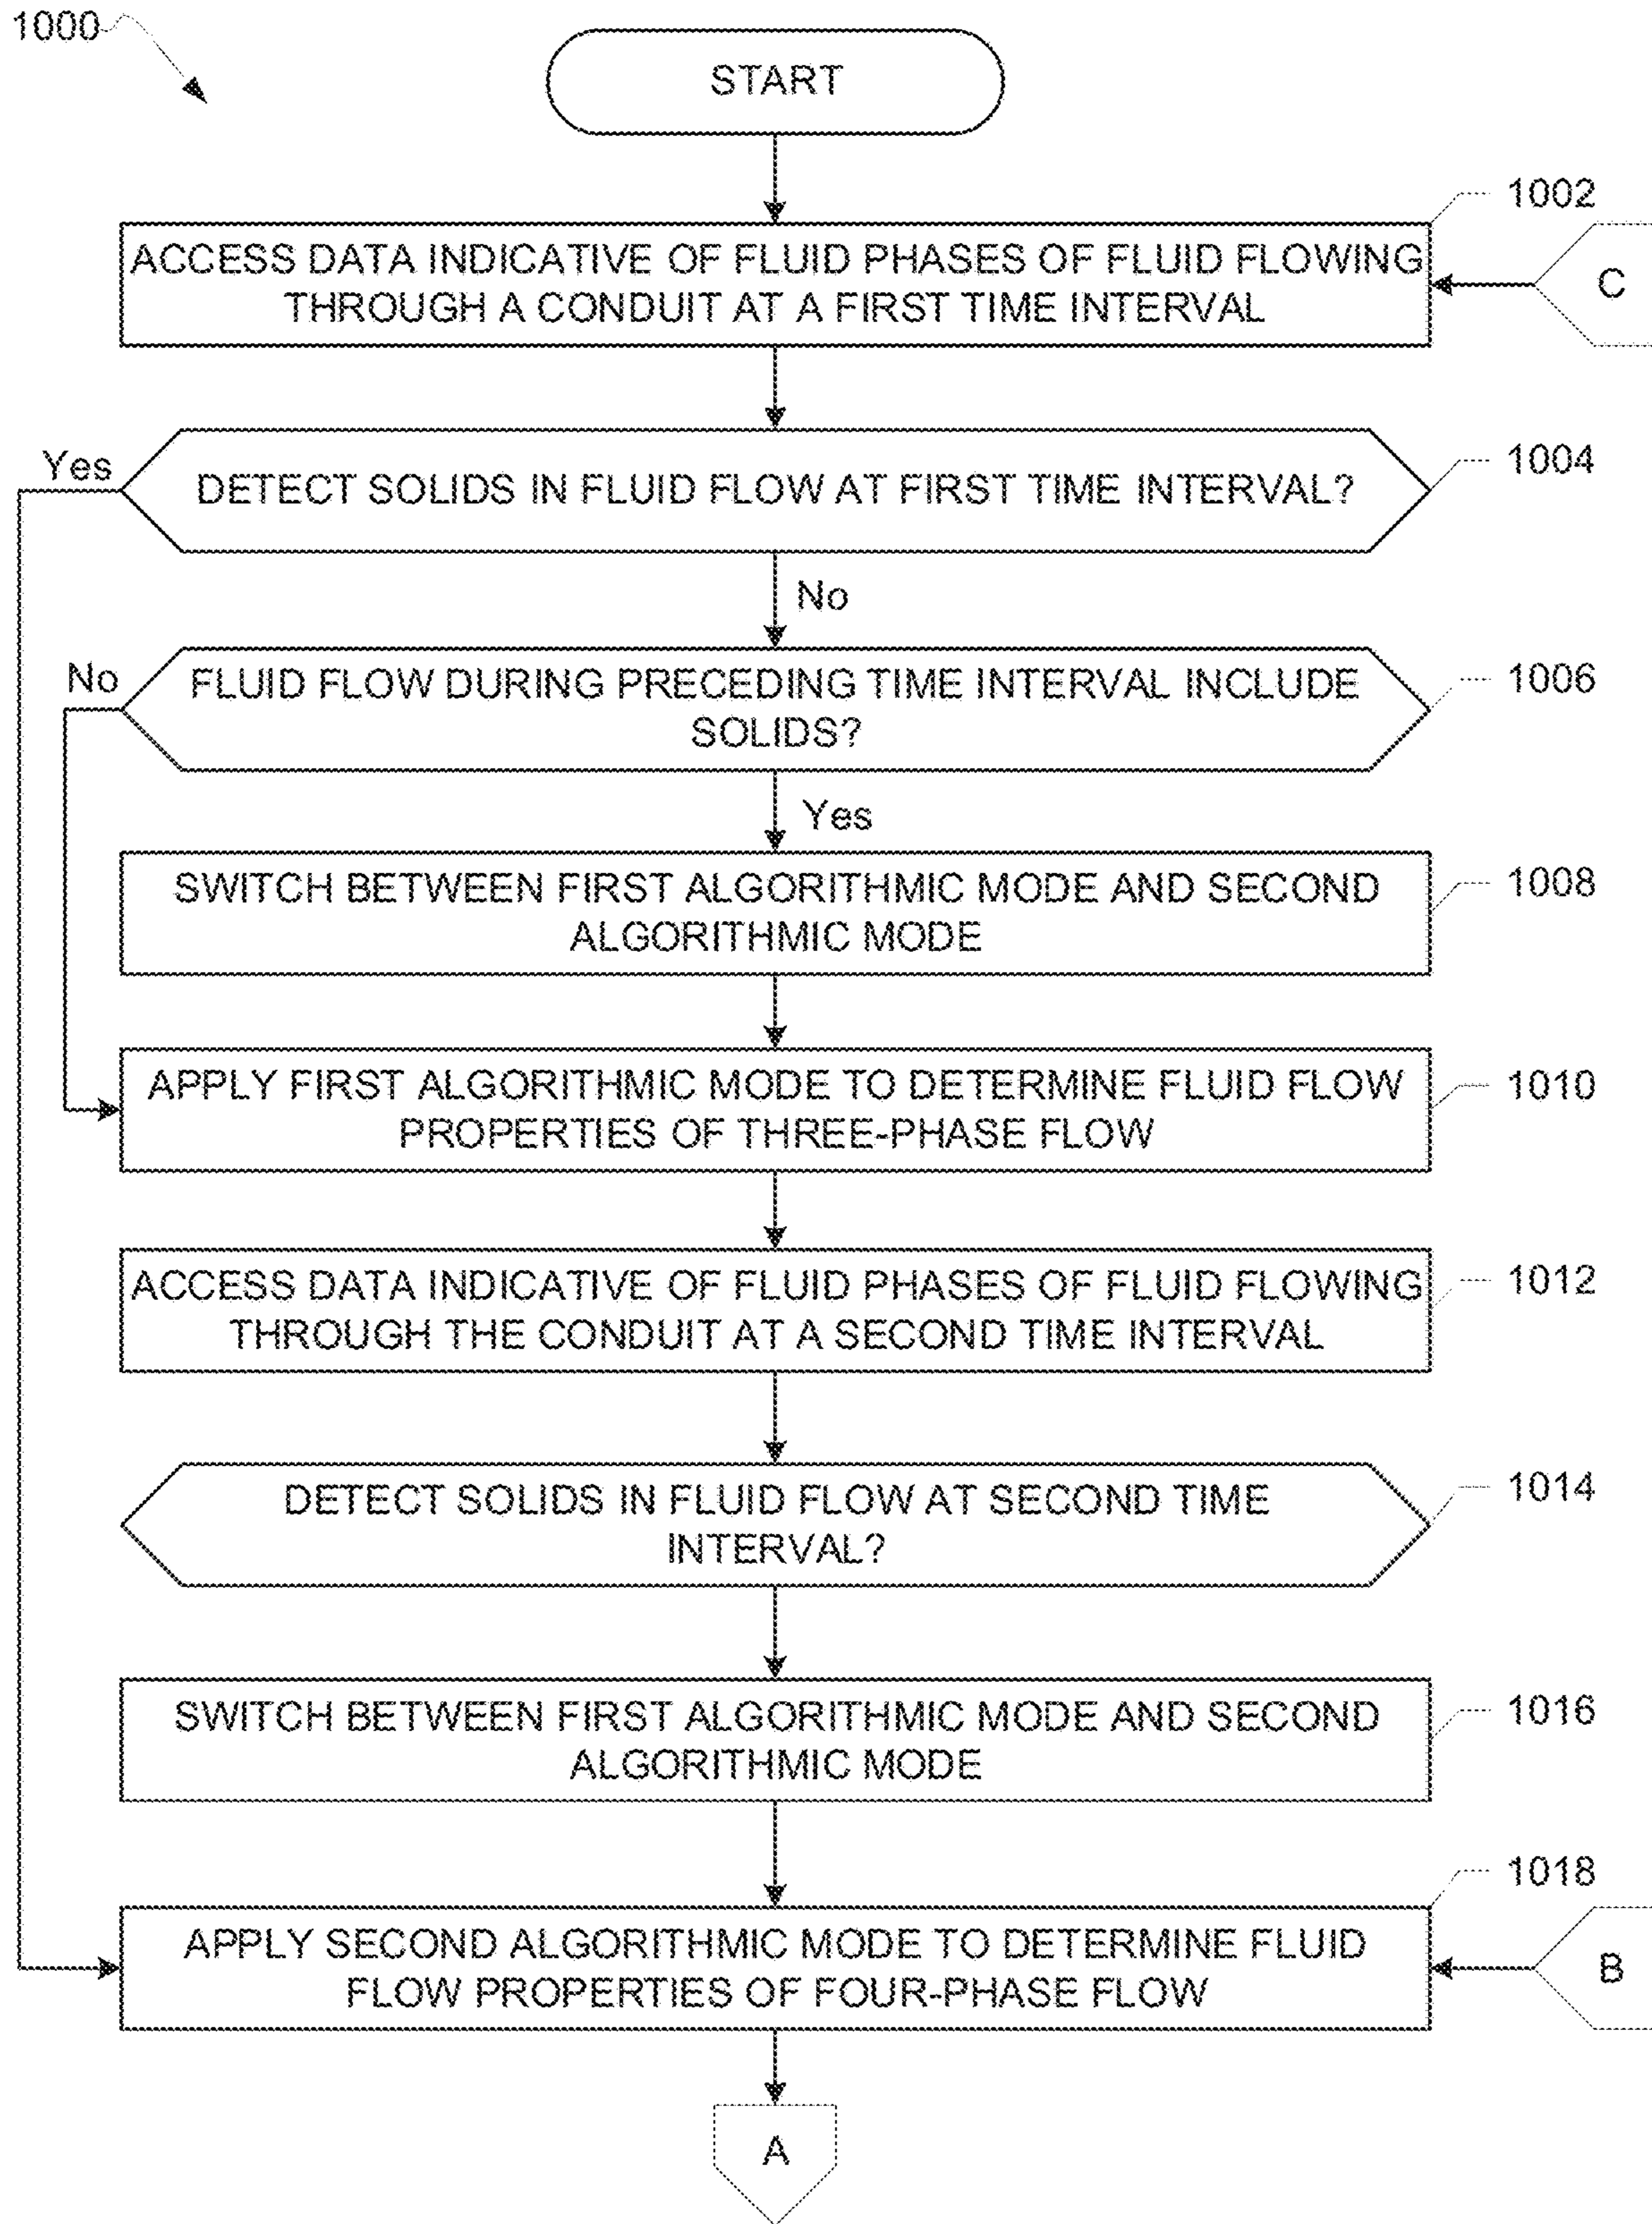 1000
START
1002
ACCESS DATA INDICATIVE OF FLUID PHASES OF FLUID FLOWING
THROUGH A CONDUIT AT A FIRST TIME INTERVAL
C
Yes
DETECT SOLIDS IN FLUID FLOW AT FIRST TIME INTERVAL?
1004
No
No
FLUID FLOW DURING PRECEDING TIME INTERVAL INCLUDE
SOLIDS?
1006
Yes
SWITCH BETWEEN FIRST ALGORITHMIC MODE AND SECOND
ALGORITHMIC MODE
1008
APPLY FIRST ALGORITHMIC MODE TO DETERMINE FLUID FLOW
PROPERTIES OF THREE-PHASE FLOW
1010
ACCESS DATA INDICATIVE OF FLUID PHASES OF FLUID FLOWING
THROUGH THE CONDUIT AT A SECOND TIME INTERVAL
1012
DETECT SOLIDS IN FLUID FLOW AT SECOND TIME
INTERVAL?
1014
SWITCH BETWEEN FIRST ALGORITHMIC MODE AND SECOND
ALGORITHMIC MODE
1016
1018
APPLY SECOND ALGORITHMIC MODE TO DETERMINE FLUID
FLOW PROPERTIES OF FOUR-PHASE FLOW
B
A